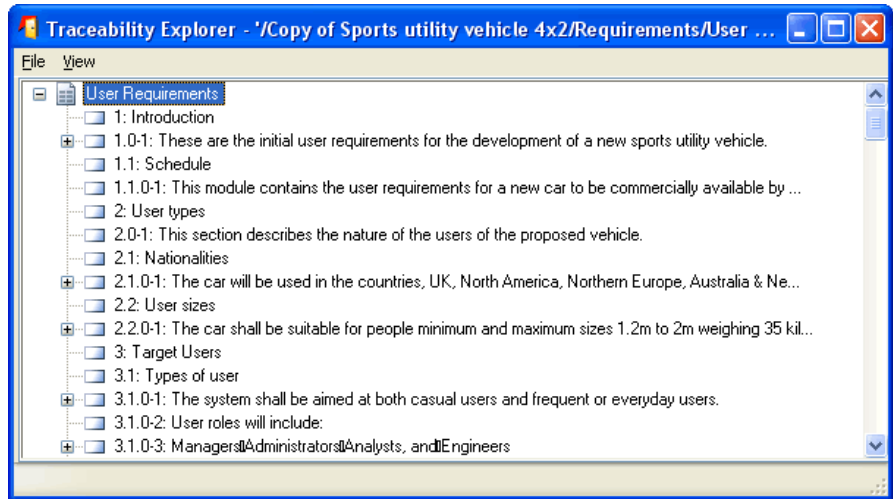 Traceability Explorer - '/Copy of Sports utility vehicle 4x2/Requirements/User ...
File View
User Requirements
1: Introduction
1.0-1: These are the initial user requirements for the development of a new sports utility vehicle.
1.1: Schedule
1.1.0-1: This module contains the user requirements for a new car to be commercially available by ...
2: User types
2.0-1: This section describes the nature of the users of the proposed vehicle.
2.1: Nationalities
2.1.0-1: The car will be used in the countries, UK, North America, Northern Europe, Australia & Ne...
2.2: User sizes
2.2.0-1: The car shall be suitable for people minimum and maximum sizes 1.2m to 2m weighing 35 kil...
3: Target Users
3.1: Types of user
3.1.0-1: The system shall be aimed at both casual users and frequent or everyday users.
3.1.0-2: User roles will include:
3.1.0-3: Managers▯Administrators▯Analysts, and▯Engineers